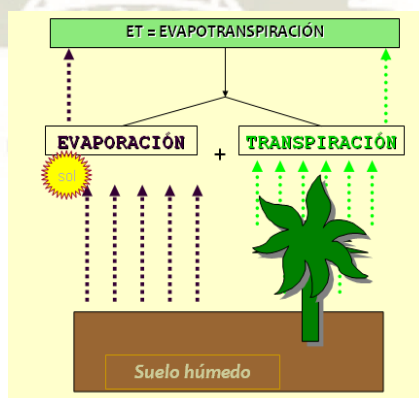 ET = EVAPOTRANSPIRACIÓN
EVAPORACIÓN + TRANSPIRACIÓN
sol
Suelo húmedo